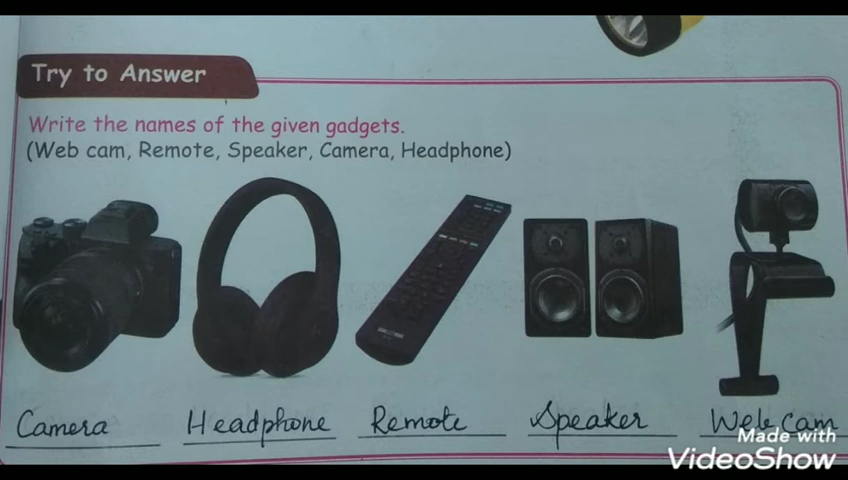 Try to Answer
Write the names of the given gadgets.
(Web cam, Remote, Speaker, Camera, Headphone)
Camera Headphone Remote Speaker Web cam
Made with
VideoShow